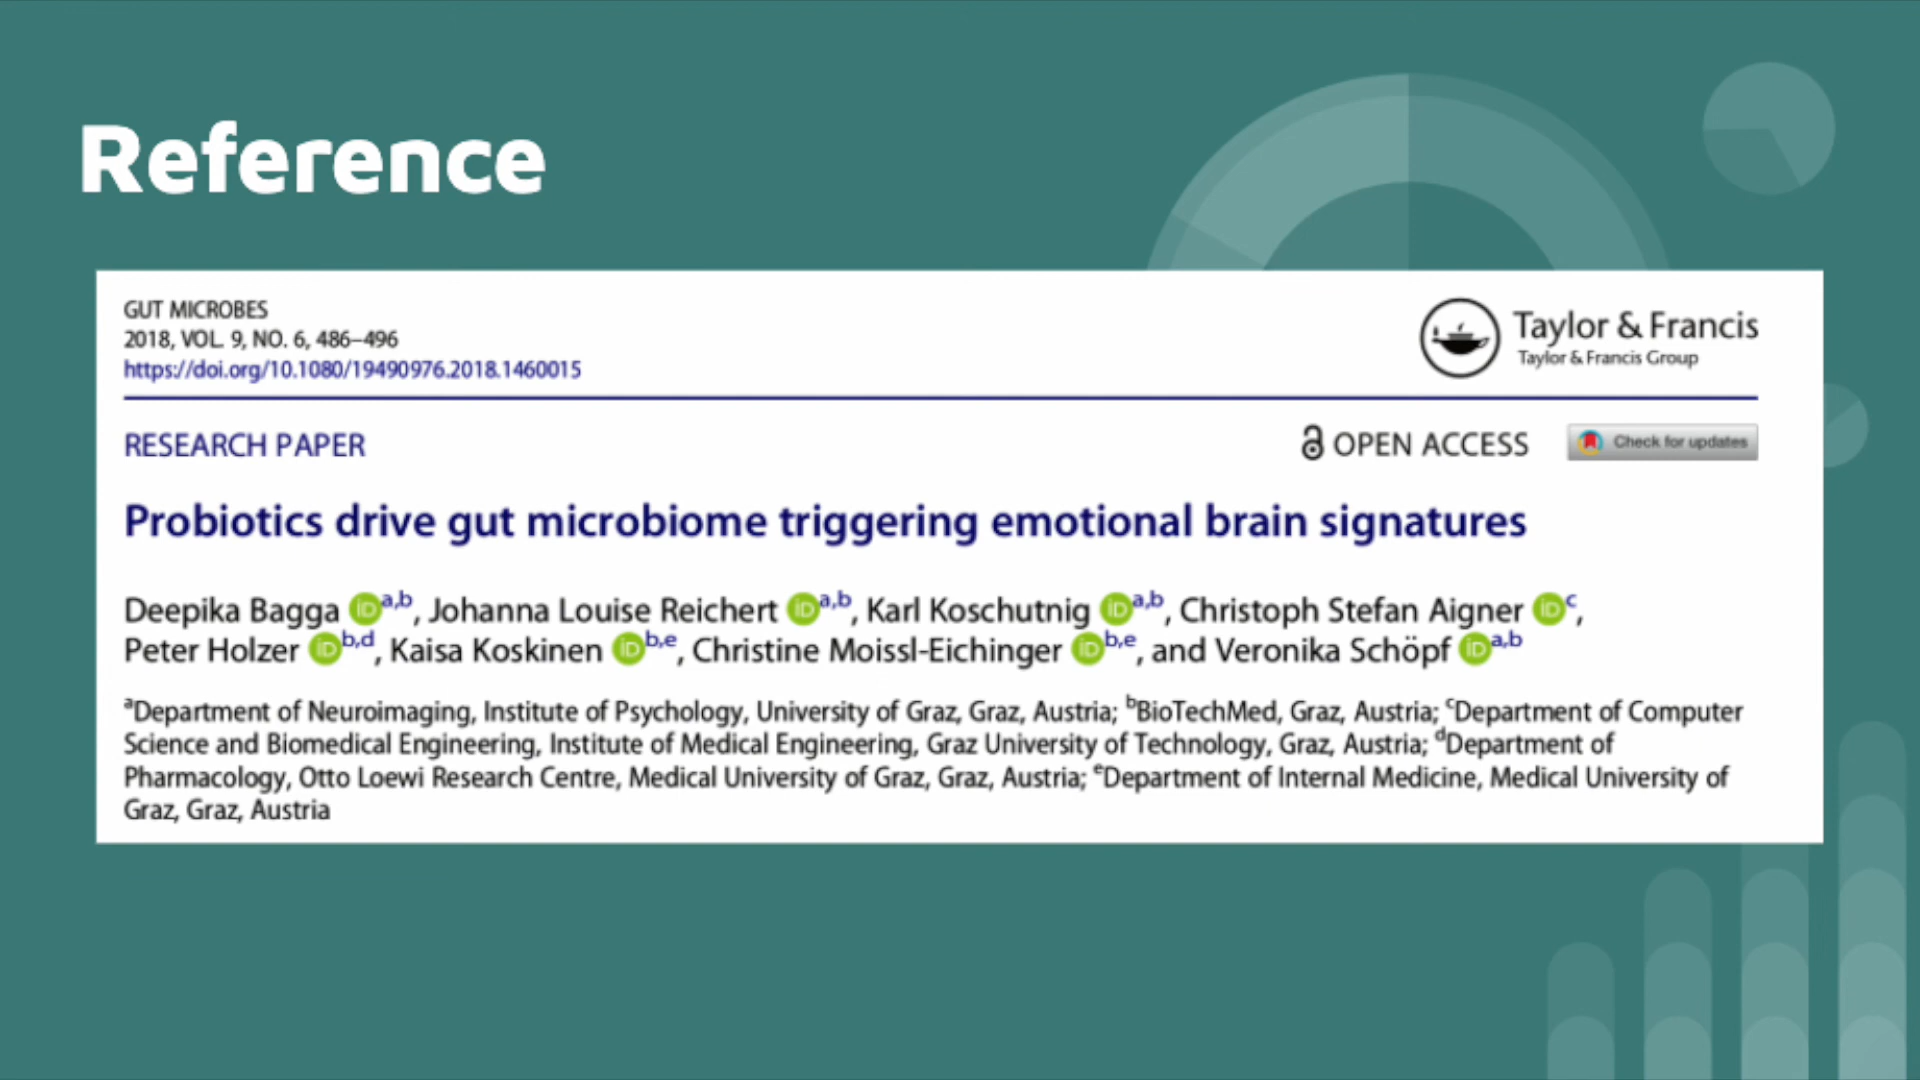 Reference
GUT MICROBES
2018, VOL. 9, NO. 6, 486–496
https://doi.org/10.1080/19490976.2018.1460015
Taylor & Francis
Taylor & Francis Group
RESEARCH PAPER
OPEN ACCESS
Check for updates
Probiotics drive gut microbiome triggering emotional brain signatures
Deepika Bagga iD a,b, Johanna Louise Reichert iD a,b, Karl Koschutnig iD a,b, Christoph Stefan Aigner iD c,
Peter Holzer iD b,d, Kaisa Koskinen iD b,e, Christine Moissl-Eichinger iD b,e, and Veronika Schöpf iD a,b
aDepartment of Neuroimaging, Institute of Psychology, University of Graz, Graz, Austria; bBioTechMed, Graz, Austria; cDepartment of Computer
Science and Biomedical Engineering, Institute of Medical Engineering, Graz University of Technology, Graz, Austria; dDepartment of
Pharmacology, Otto Loewi Research Centre, Medical University of Graz, Graz, Austria; eDepartment of Internal Medicine, Medical University of
Graz, Graz, Austria